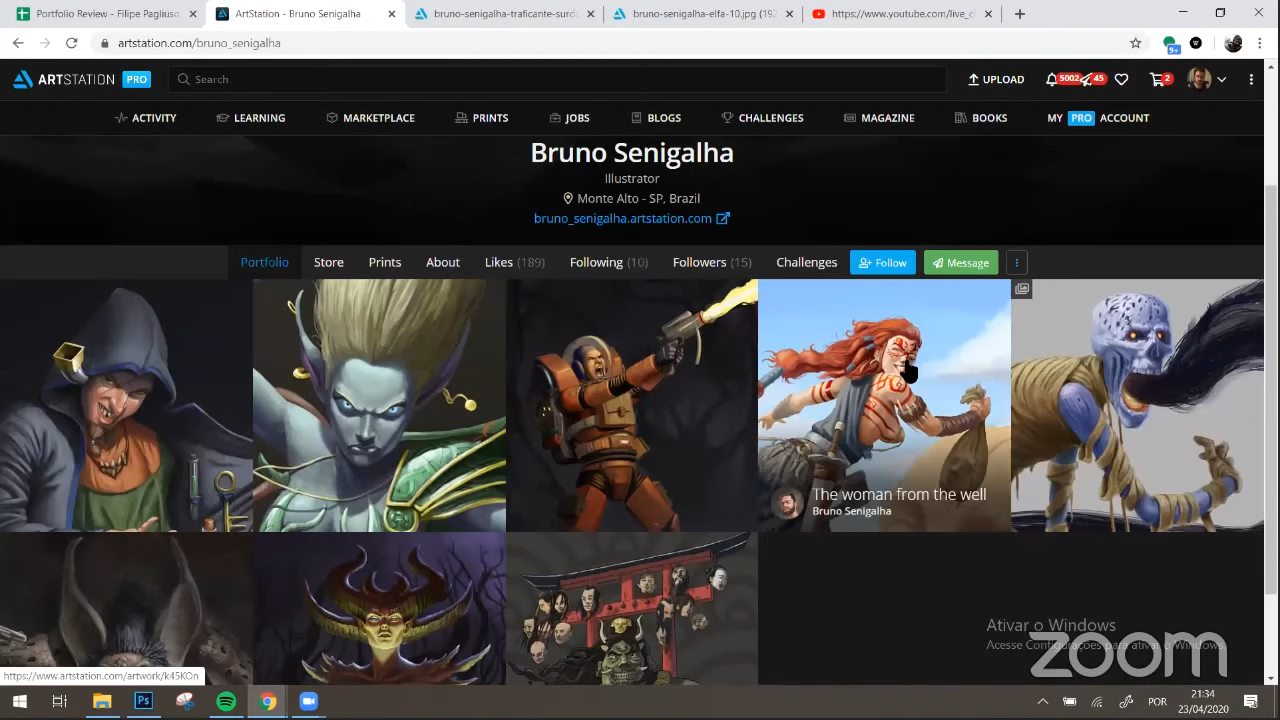 Portfolio Review - Filipe Pagliuso
ArtStation - Bruno Senigalha
bruno-senigalha-traficante-surd
bruno-senigalha-elfa-10.jpg (192
https://www.youtube.com/live_c
artstation.com/bruno_senigalha
9+
ARTSTATION PRO
Search
UPLOAD
5002
45
2
ACTIVITY
LEARNING
MARKETPLACE
PRINTS
JOBS
BLOGS
CHALLENGES
MAGAZINE
BOOKS
MY PRO ACCOUNT
Bruno Senigalha
Illustrator
Monte Alto - SP, Brazil
bruno_senigalha.artstation.com
Portfolio
Store
Prints
About
Likes (189)
Following (10)
Followers (15)
Challenges
Follow
Message
The woman from the well
Bruno Senigalha
Ativar o Windows
Acesse Configurações para ativar o Windows.
zoom
https://www.artstation.com/artwork/k45KOn
Ps
POR
21:34
23/04/2020